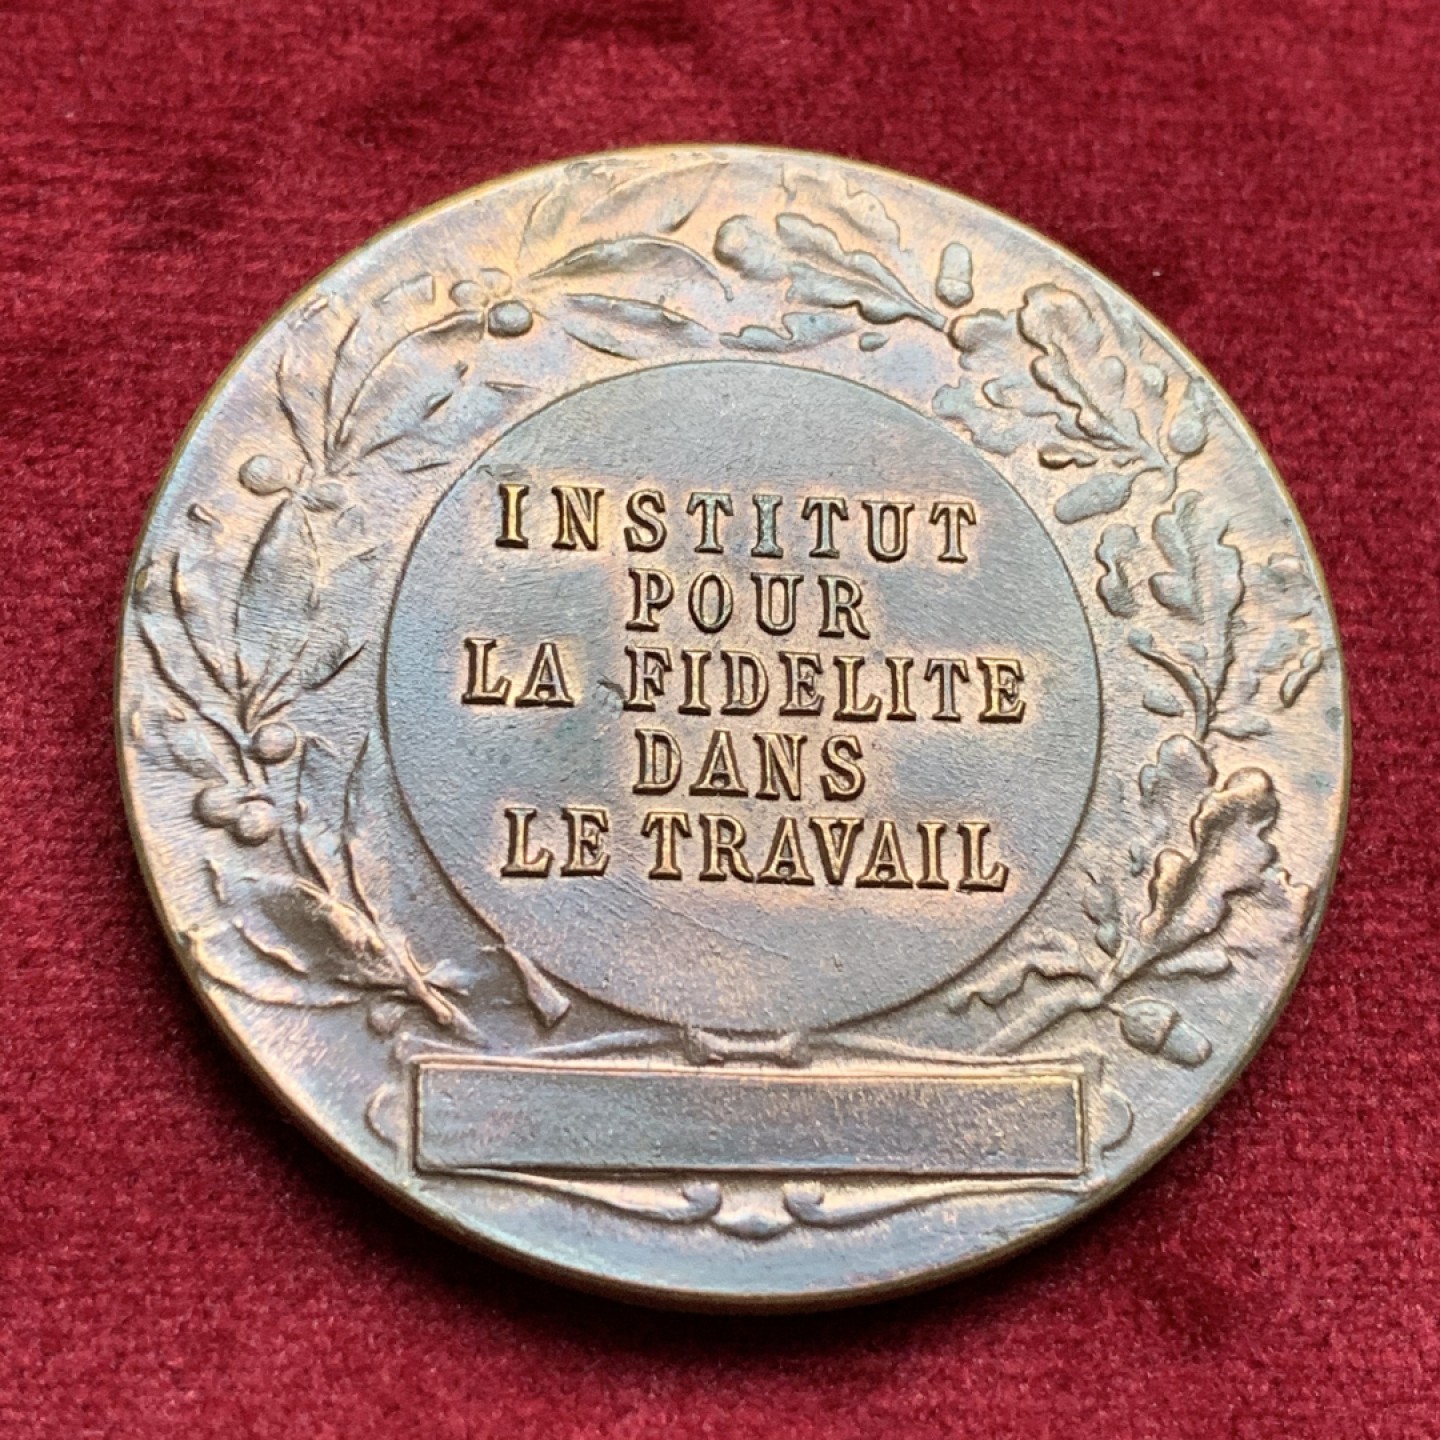 INSTITUT
POUR
LA FIDELITE
DANS
LE TRAVAIL